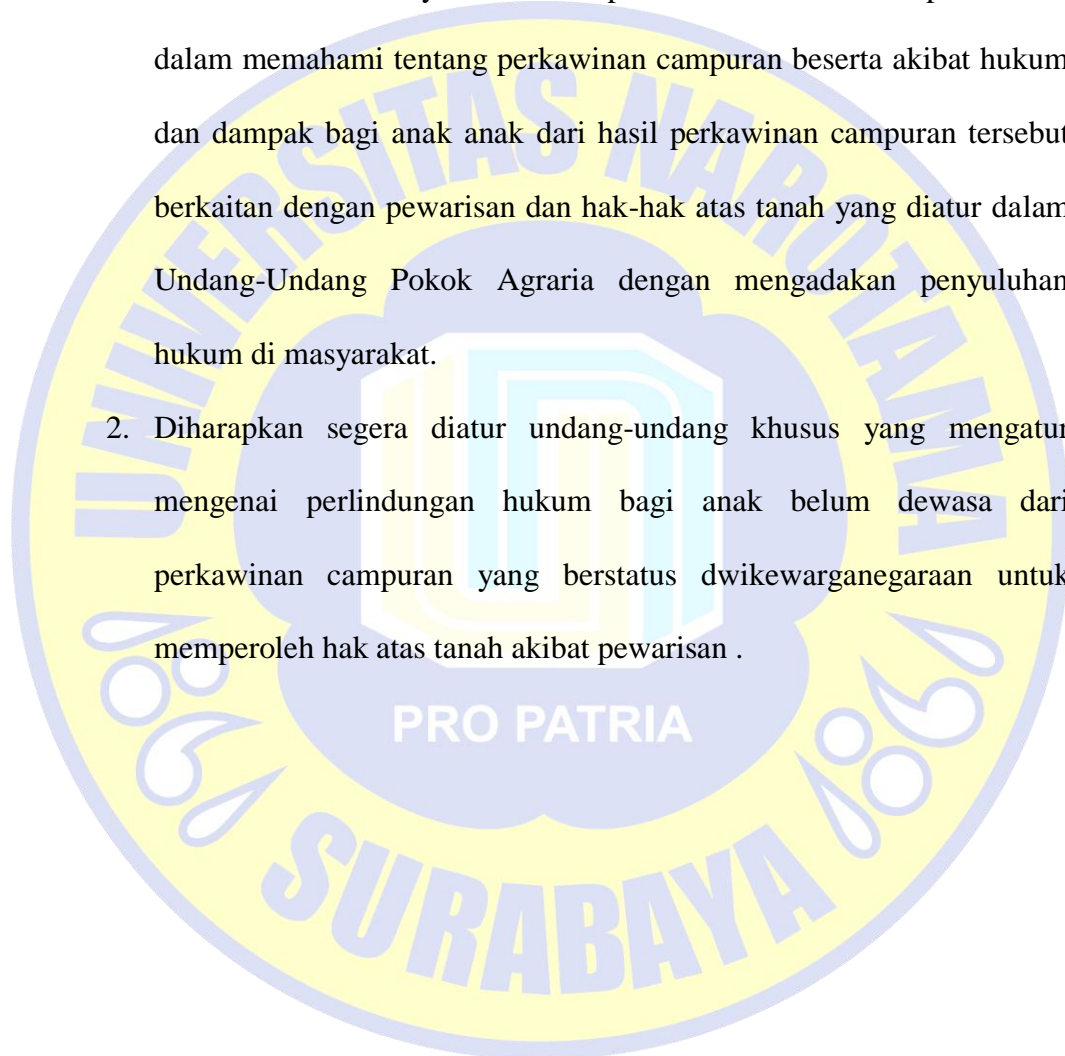 dalam memahami tentang perkawinan campuran beserta akibat hukum
dan dampak bagi anak anak dari hasil perkawinan campuran tersebut
berkaitan dengan pewarisan dan hak-hak atas tanah yang diatur dalam
Undang-Undang Pokok Agraria dengan mengadakan penyuluhan
hukum di masyarakat.
2. Diharapkan segera diatur undang-undang khusus yang mengatur
mengenai perlindungan hukum bagi anak belum dewasa dari
perkawinan campuran yang berstatus dwikewarganegaraan untuk
memperoleh hak atas tanah akibat pewarisan .
UNIVERSITAS NAROTAMA
PRO PATRIA
SURABAYA